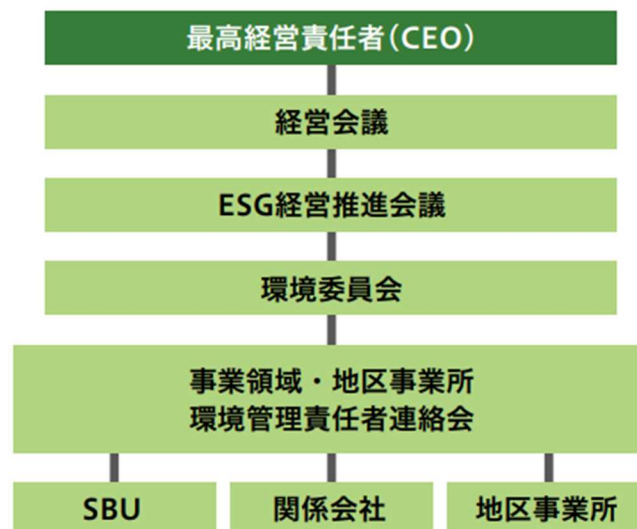 最高経営責任者（CEO）
経営会議
ESG経営推進会議
環境委員会
事業領域・地区事業所
環境管理責任者連絡会
SBU
関係会社
地区事業所